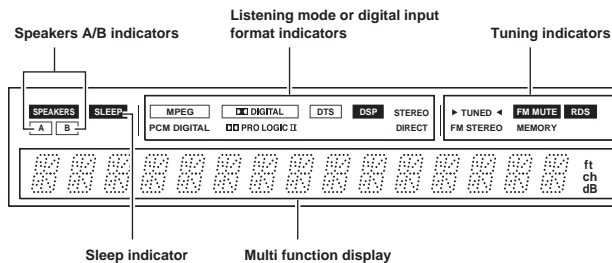 Listening mode or digital input
format indicators
Speakers A/B indicators
Tuning indicators
SPEAKERS
SLEEP
MPEG
DIGITAL
DTS
DSP
STEREO
TUNED
FM MUTE
RDS
A
B
PCM DIGITAL
PRO LOGIC II
DIRECT
FM STEREO
MEMORY
ft
ch
dB
Sleep indicator
Multi function display